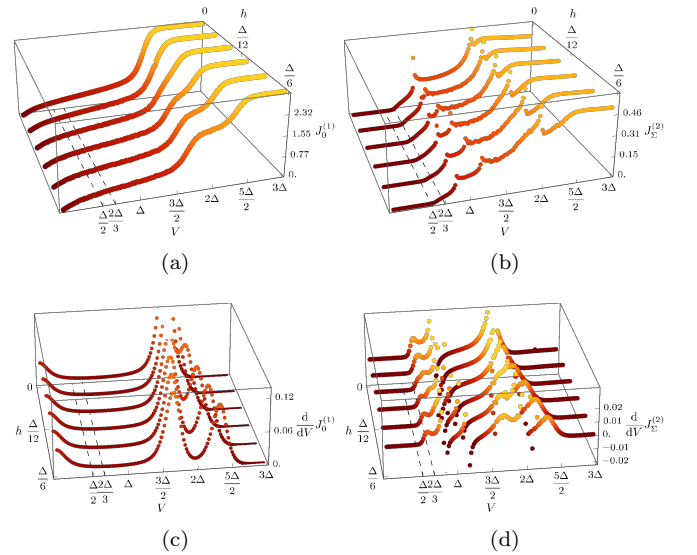 0
h
Δ/12
Δ/6
2.32
1.55
0.77
0.
J₀⁽¹⁾
Δ/2
2Δ/3
Δ
3Δ/2
2Δ
5Δ/2
3Δ
V
(a)
0
h
Δ/12
Δ/6
0.46
0.31
0.15
0.
J_Σ⁽²⁾
Δ/2
2Δ/3
Δ
3Δ/2
2Δ
5Δ/2
3Δ
V
(b)
0
h
Δ/12
Δ/6
0.12
0.06
0.
d/dV J₀⁽¹⁾
Δ/2
2Δ/3
Δ
3Δ/2
2Δ
5Δ/2
3Δ
V
(c)
0
h
Δ/12
Δ/6
0.02
0.01
0.
−0.01
−0.02
d/dV J_Σ⁽²⁾
Δ/2
2Δ/3
Δ
3Δ/2
2Δ
5Δ/2
3Δ
V
(d)